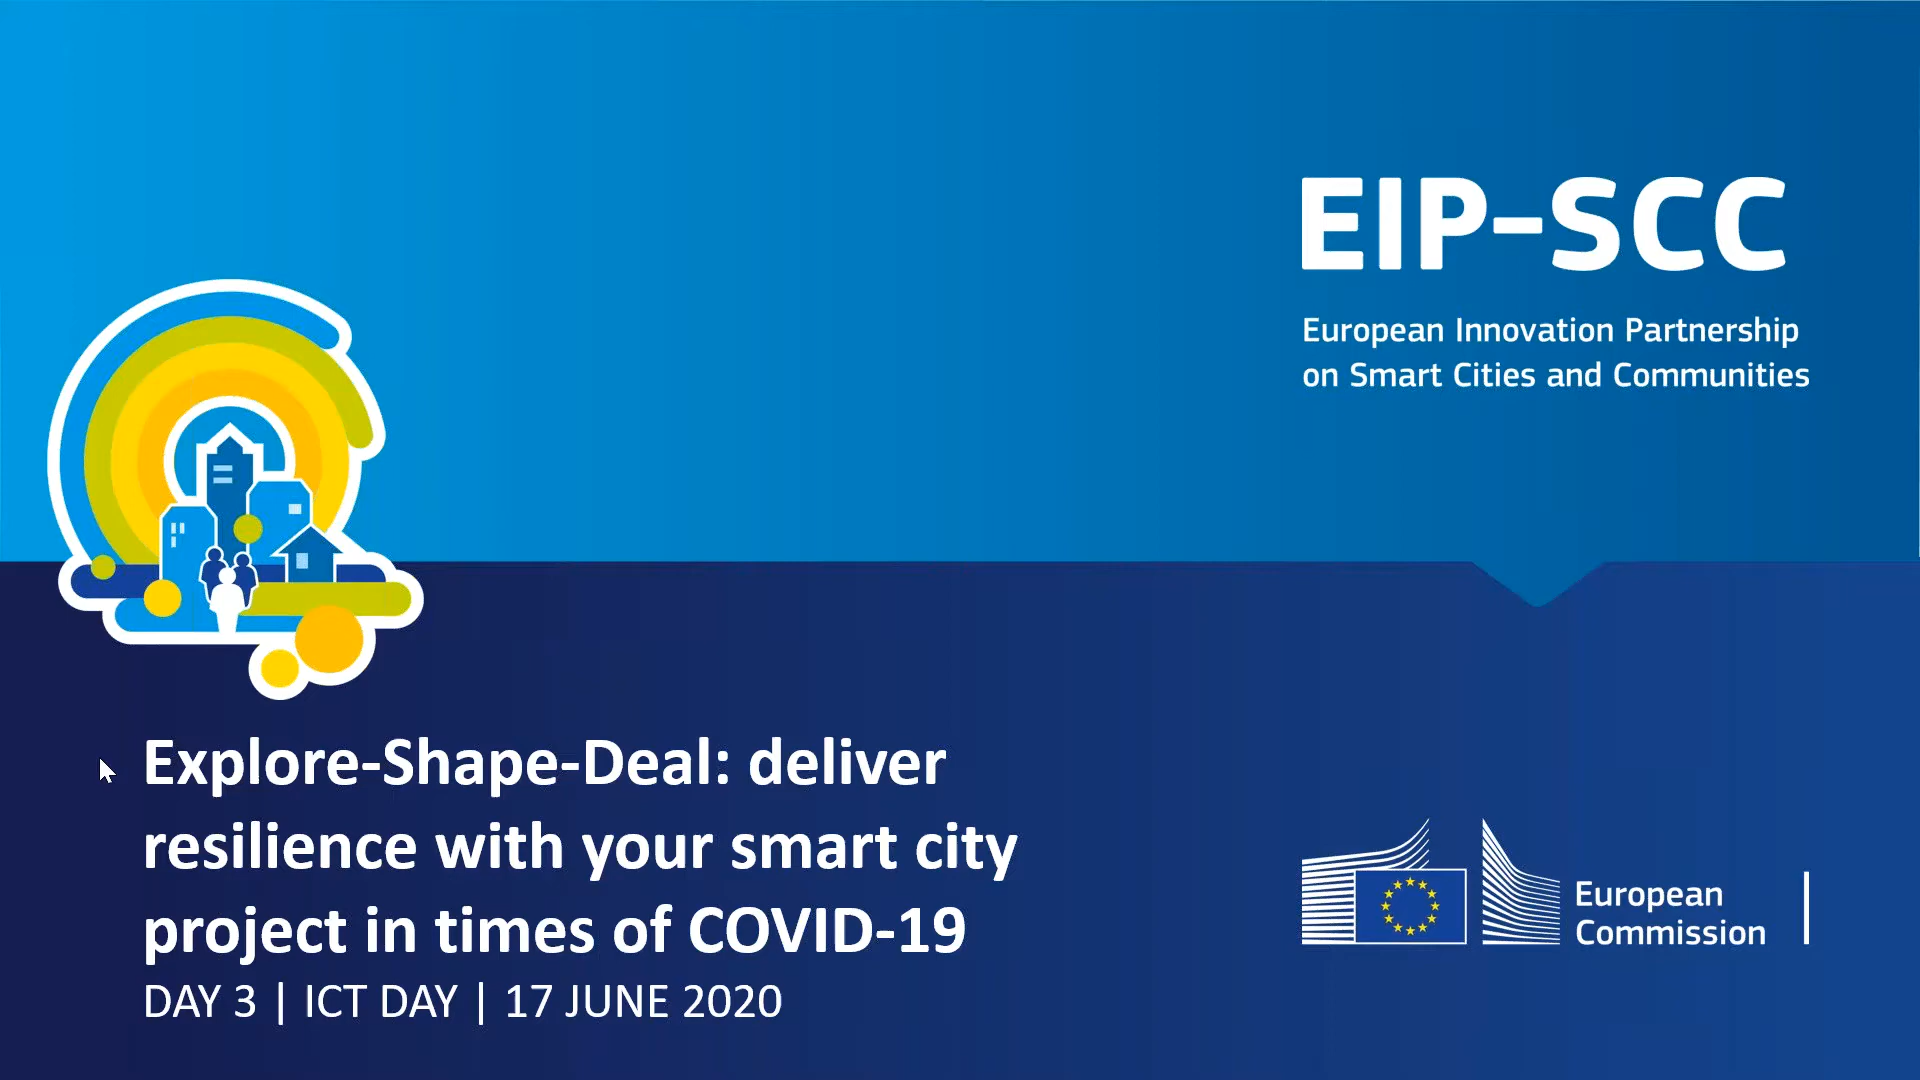 EIP-SCC
European Innovation Partnership
on Smart Cities and Communities
Explore-Shape-Deal: deliver
resilience with your smart city
project in times of COVID-19
DAY 3 | ICT DAY | 17 JUNE 2020
European
Commission